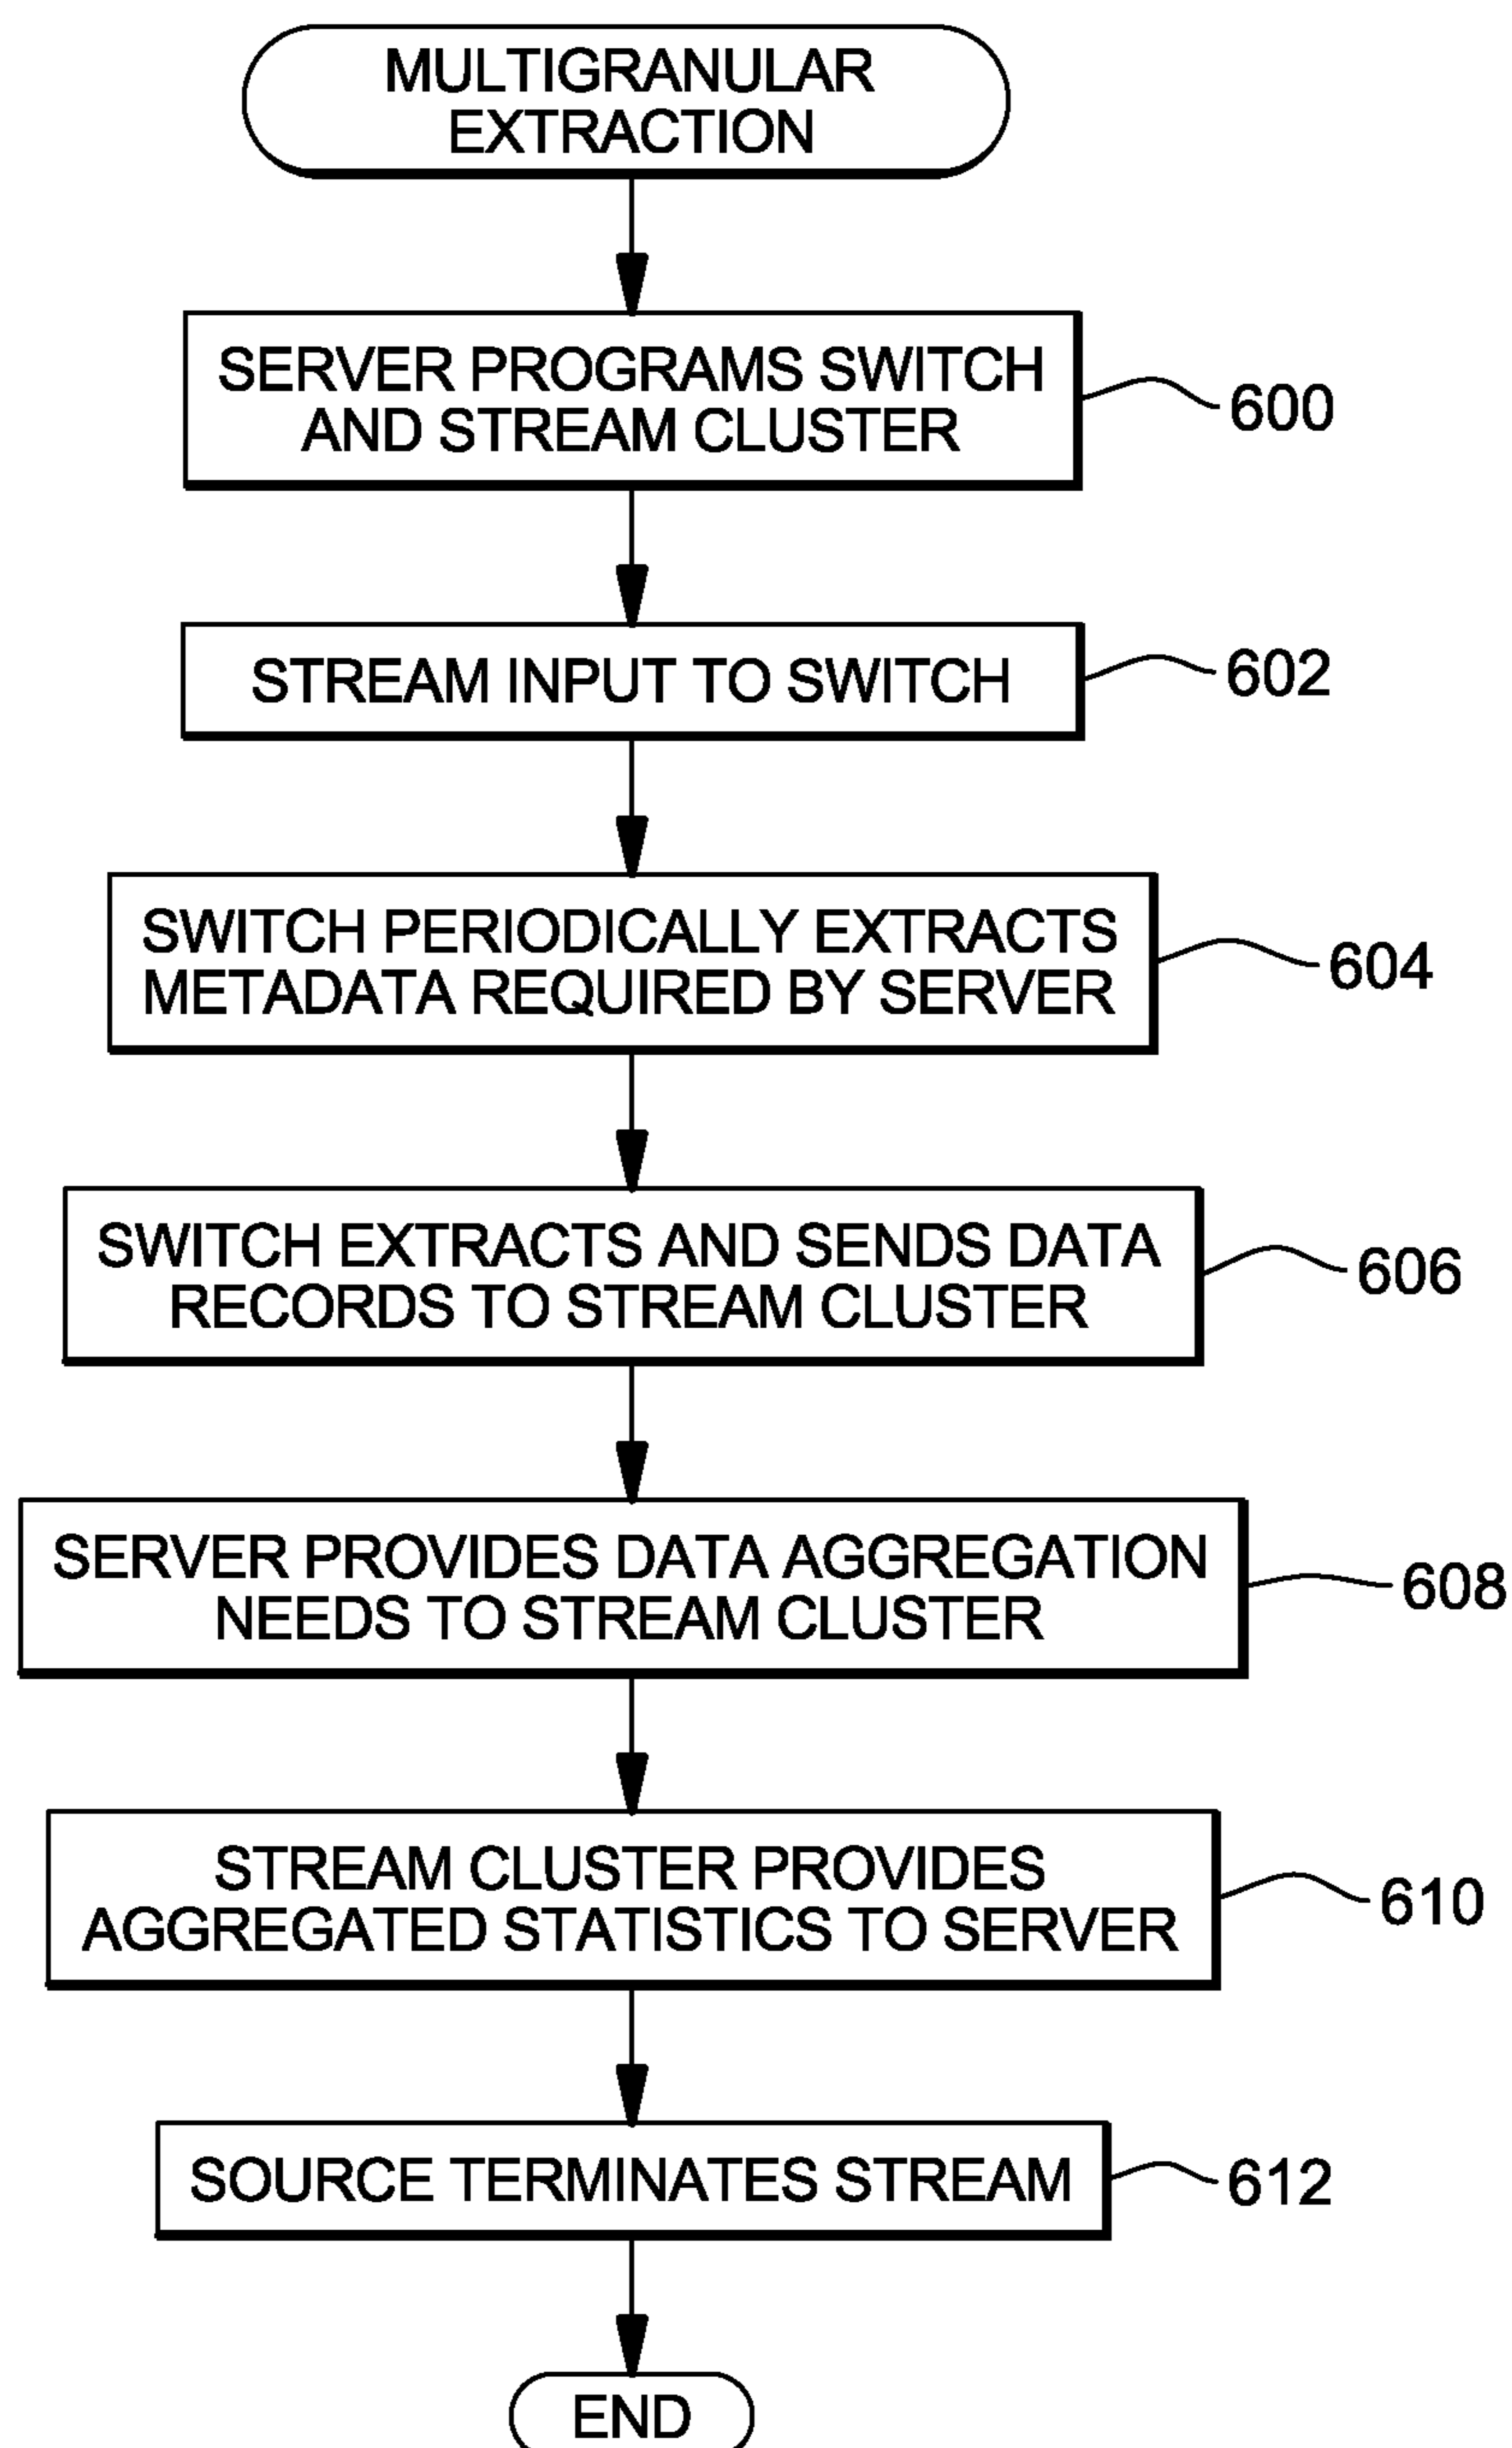 MULTIGRANULAR
EXTRACTION
SERVER PROGRAMS SWITCH
AND STREAM CLUSTER
600
STREAM INPUT TO SWITCH
602
SWITCH PERIODICALLY EXTRACTS
METADATA REQUIRED BY SERVER
604
SWITCH EXTRACTS AND SENDS DATA
RECORDS TO STREAM CLUSTER
606
SERVER PROVIDES DATA AGGREGATION
NEEDS TO STREAM CLUSTER
608
STREAM CLUSTER PROVIDES
AGGREGATED STATISTICS TO SERVER
610
SOURCE TERMINATES STREAM
612
END